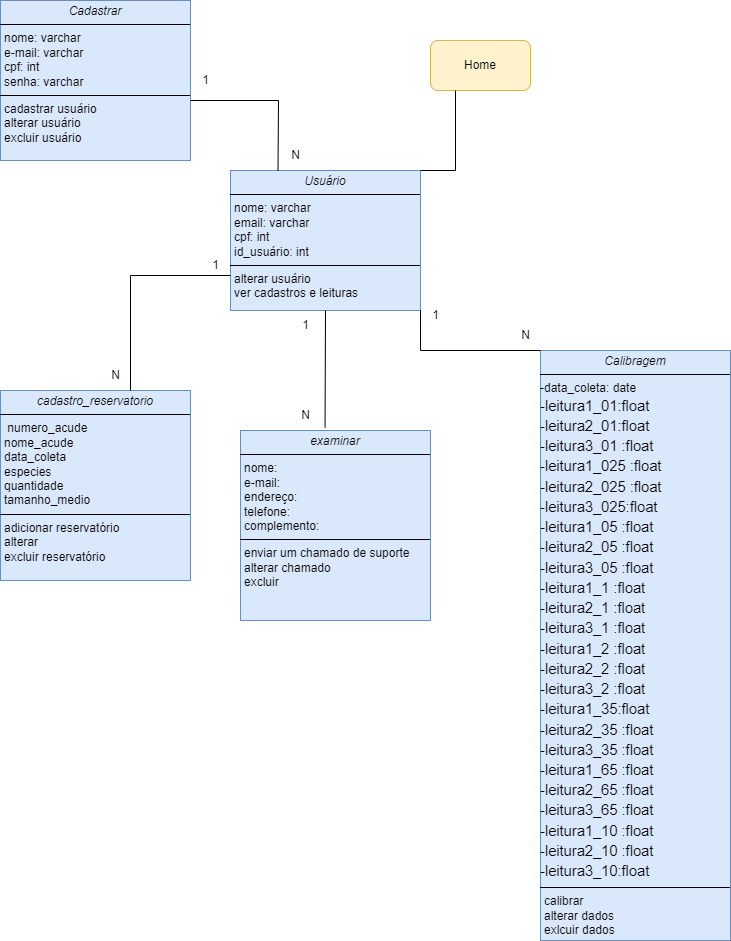 Cadastrar
nome: varchar
e-mail: varchar
cpf: int
senha: varchar
cadastrar usuário
alterar usuário
excluir usuário
1
N
Home
Usuário
nome: varchar
email: varchar
cpf: int
id_usuário: int
alterar usuário
ver cadastros e leituras
1
N
1
N
1
N
cadastro_reservatorio
numero_acude
nome_acude
data_coleta
especies
quantidade
tamanho_medio
adicionar reservatório
alterar
excluir reservatório
examinar
nome:
e-mail:
endereço:
telefone:
complemento:
enviar um chamado de suporte
alterar chamado
excluir
Calibragem
-data_coleta: date
-leitura1_01:float
-leitura2_01:float
-leitura3_01 :float
-leitura1_025 :float
-leitura2_025 :float
-leitura3_025:float
-leitura1_05 :float
-leitura2_05 :float
-leitura3_05 :float
-leitura1_1 :float
-leitura2_1 :float
-leitura3_1 :float
-leitura1_2 :float
-leitura2_2 :float
-leitura3_2 :float
-leitura1_35:float
-leitura2_35 :float
-leitura3_35 :float
-leitura1_65 :float
-leitura2_65 :float
-leitura3_65 :float
-leitura1_10 :float
-leitura2_10 :float
-leitura3_10:float
calibrar
alterar dados
exlcuir dados